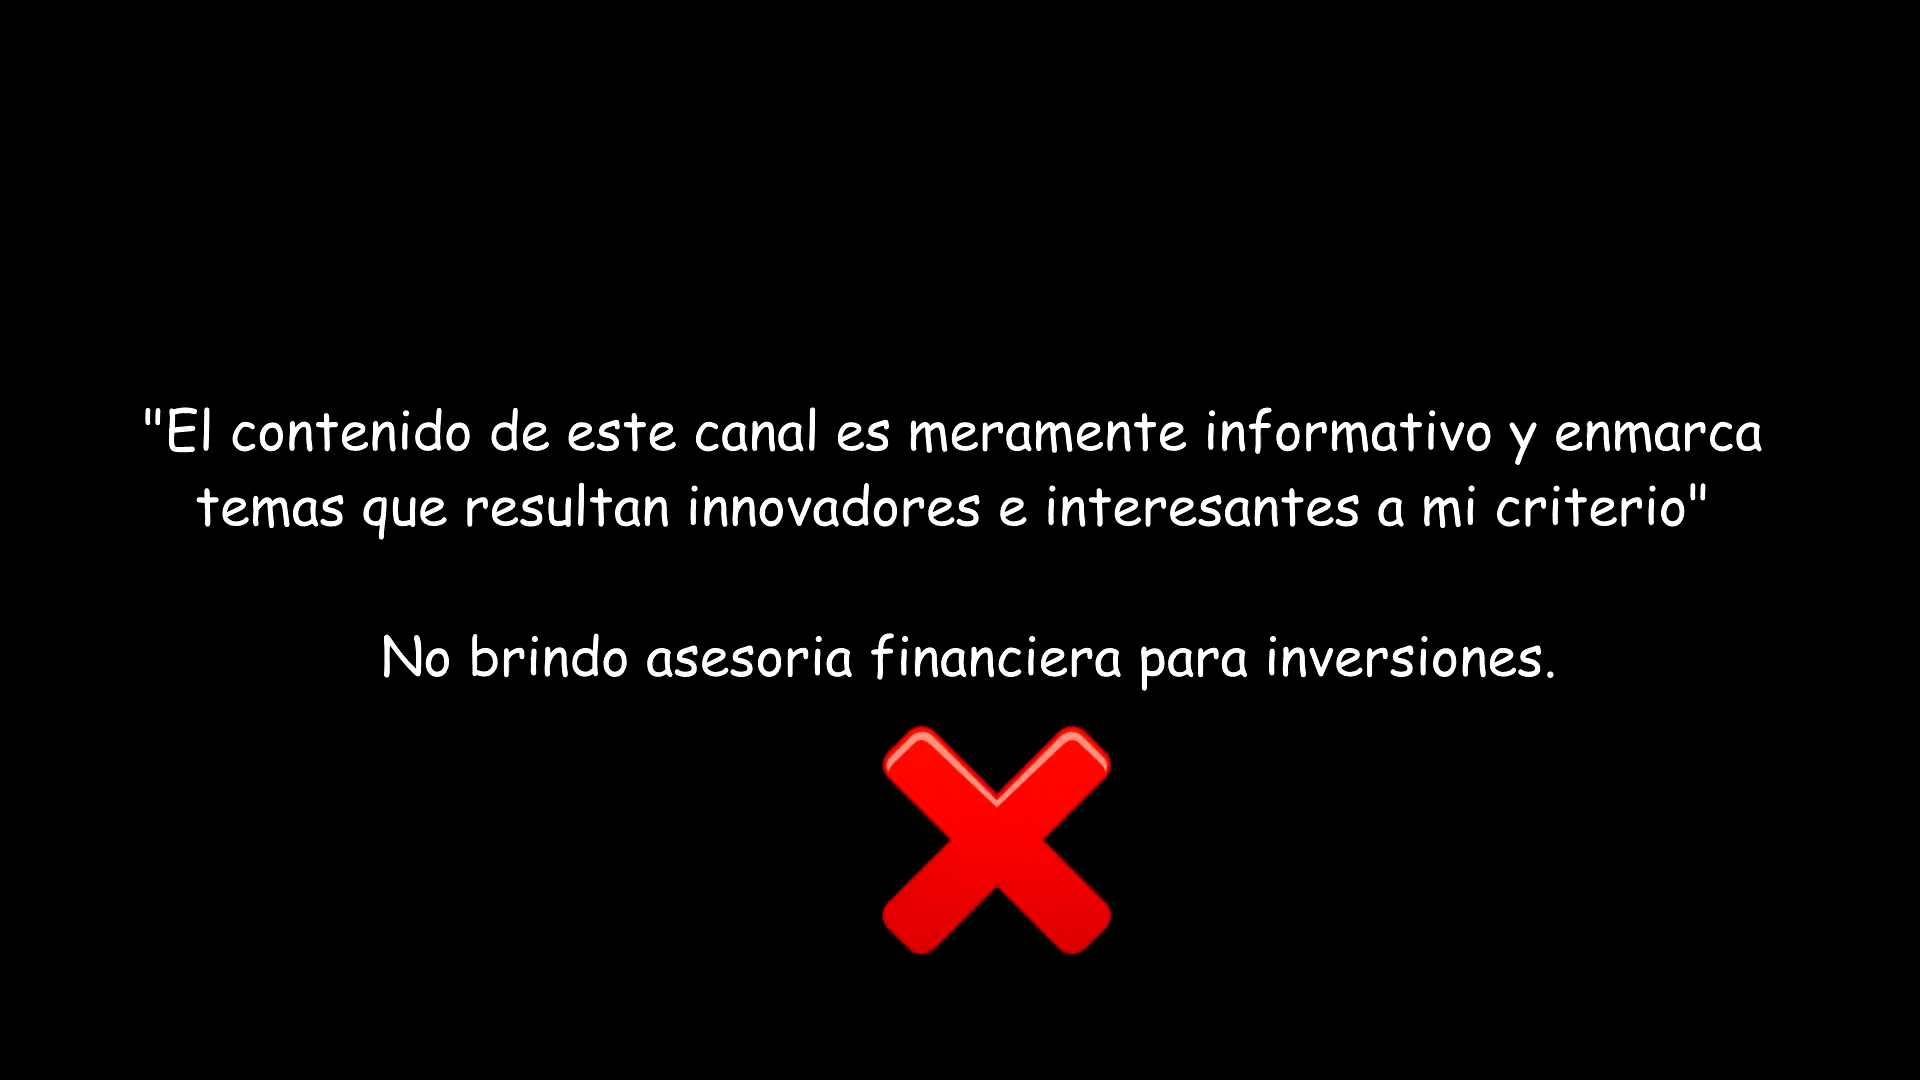 "El contenido de este canal es meramente informativo y enmarca
temas que resultan innovadores e interesantes a mi criterio"
No brindo asesoria financiera para inversiones.